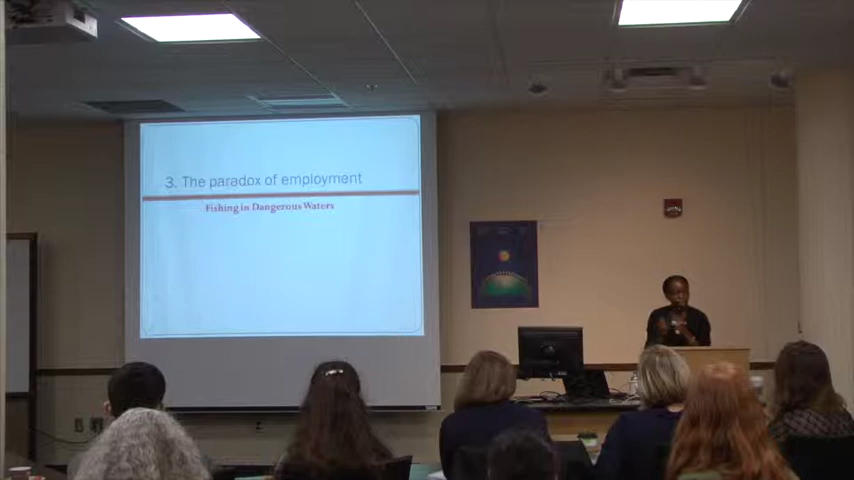 3. The paradox of employment
Fishing in Dangerous Waters